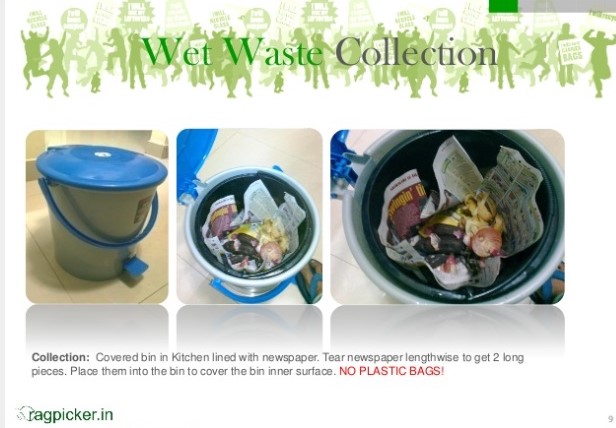 Wet Waste Collection
Collection: Covered bin in Kitchen lined with newspaper. Tear newspaper lengthwise to get 2 long
pieces. Place them into the bin to cover the bin inner surface. NO PLASTIC BAGS!
ragpicker.in
9